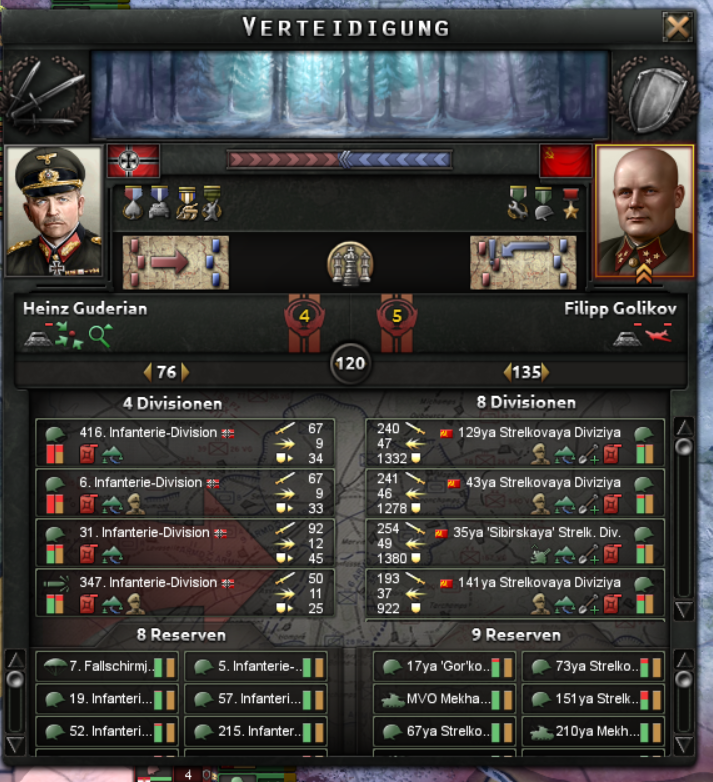 VERTEIDIGUNG
Heinz Guderian
4
5
Filipp Golikov
76
120
135
4 Divisionen
8 Divisionen
416. Infanterie-Division
67
9
34
240
47
1332
129ya Strelkovaya Diviziya
6. Infanterie-Division
67
9
33
241
46
1278
43ya Strelkovaya Diviziya
31. Infanterie-Division
92
12
45
254
49
1380
35ya 'Sibirskaya' Strelk. Div.
347. Infanterie-Division
50
11
25
193
37
922
141ya Strelkovaya Diviziya
8 Reserven
9 Reserven
7. Fallschirmj..
5. Infanterie-..
17ya 'Gor'ko..
73ya Strelko..
19. Infanteri...
57. Infanteri...
MVO Mekha...
151ya Strelk..
52. Infanteri...
215. Infanter...
67ya Strelko...
210ya Mekh...
4